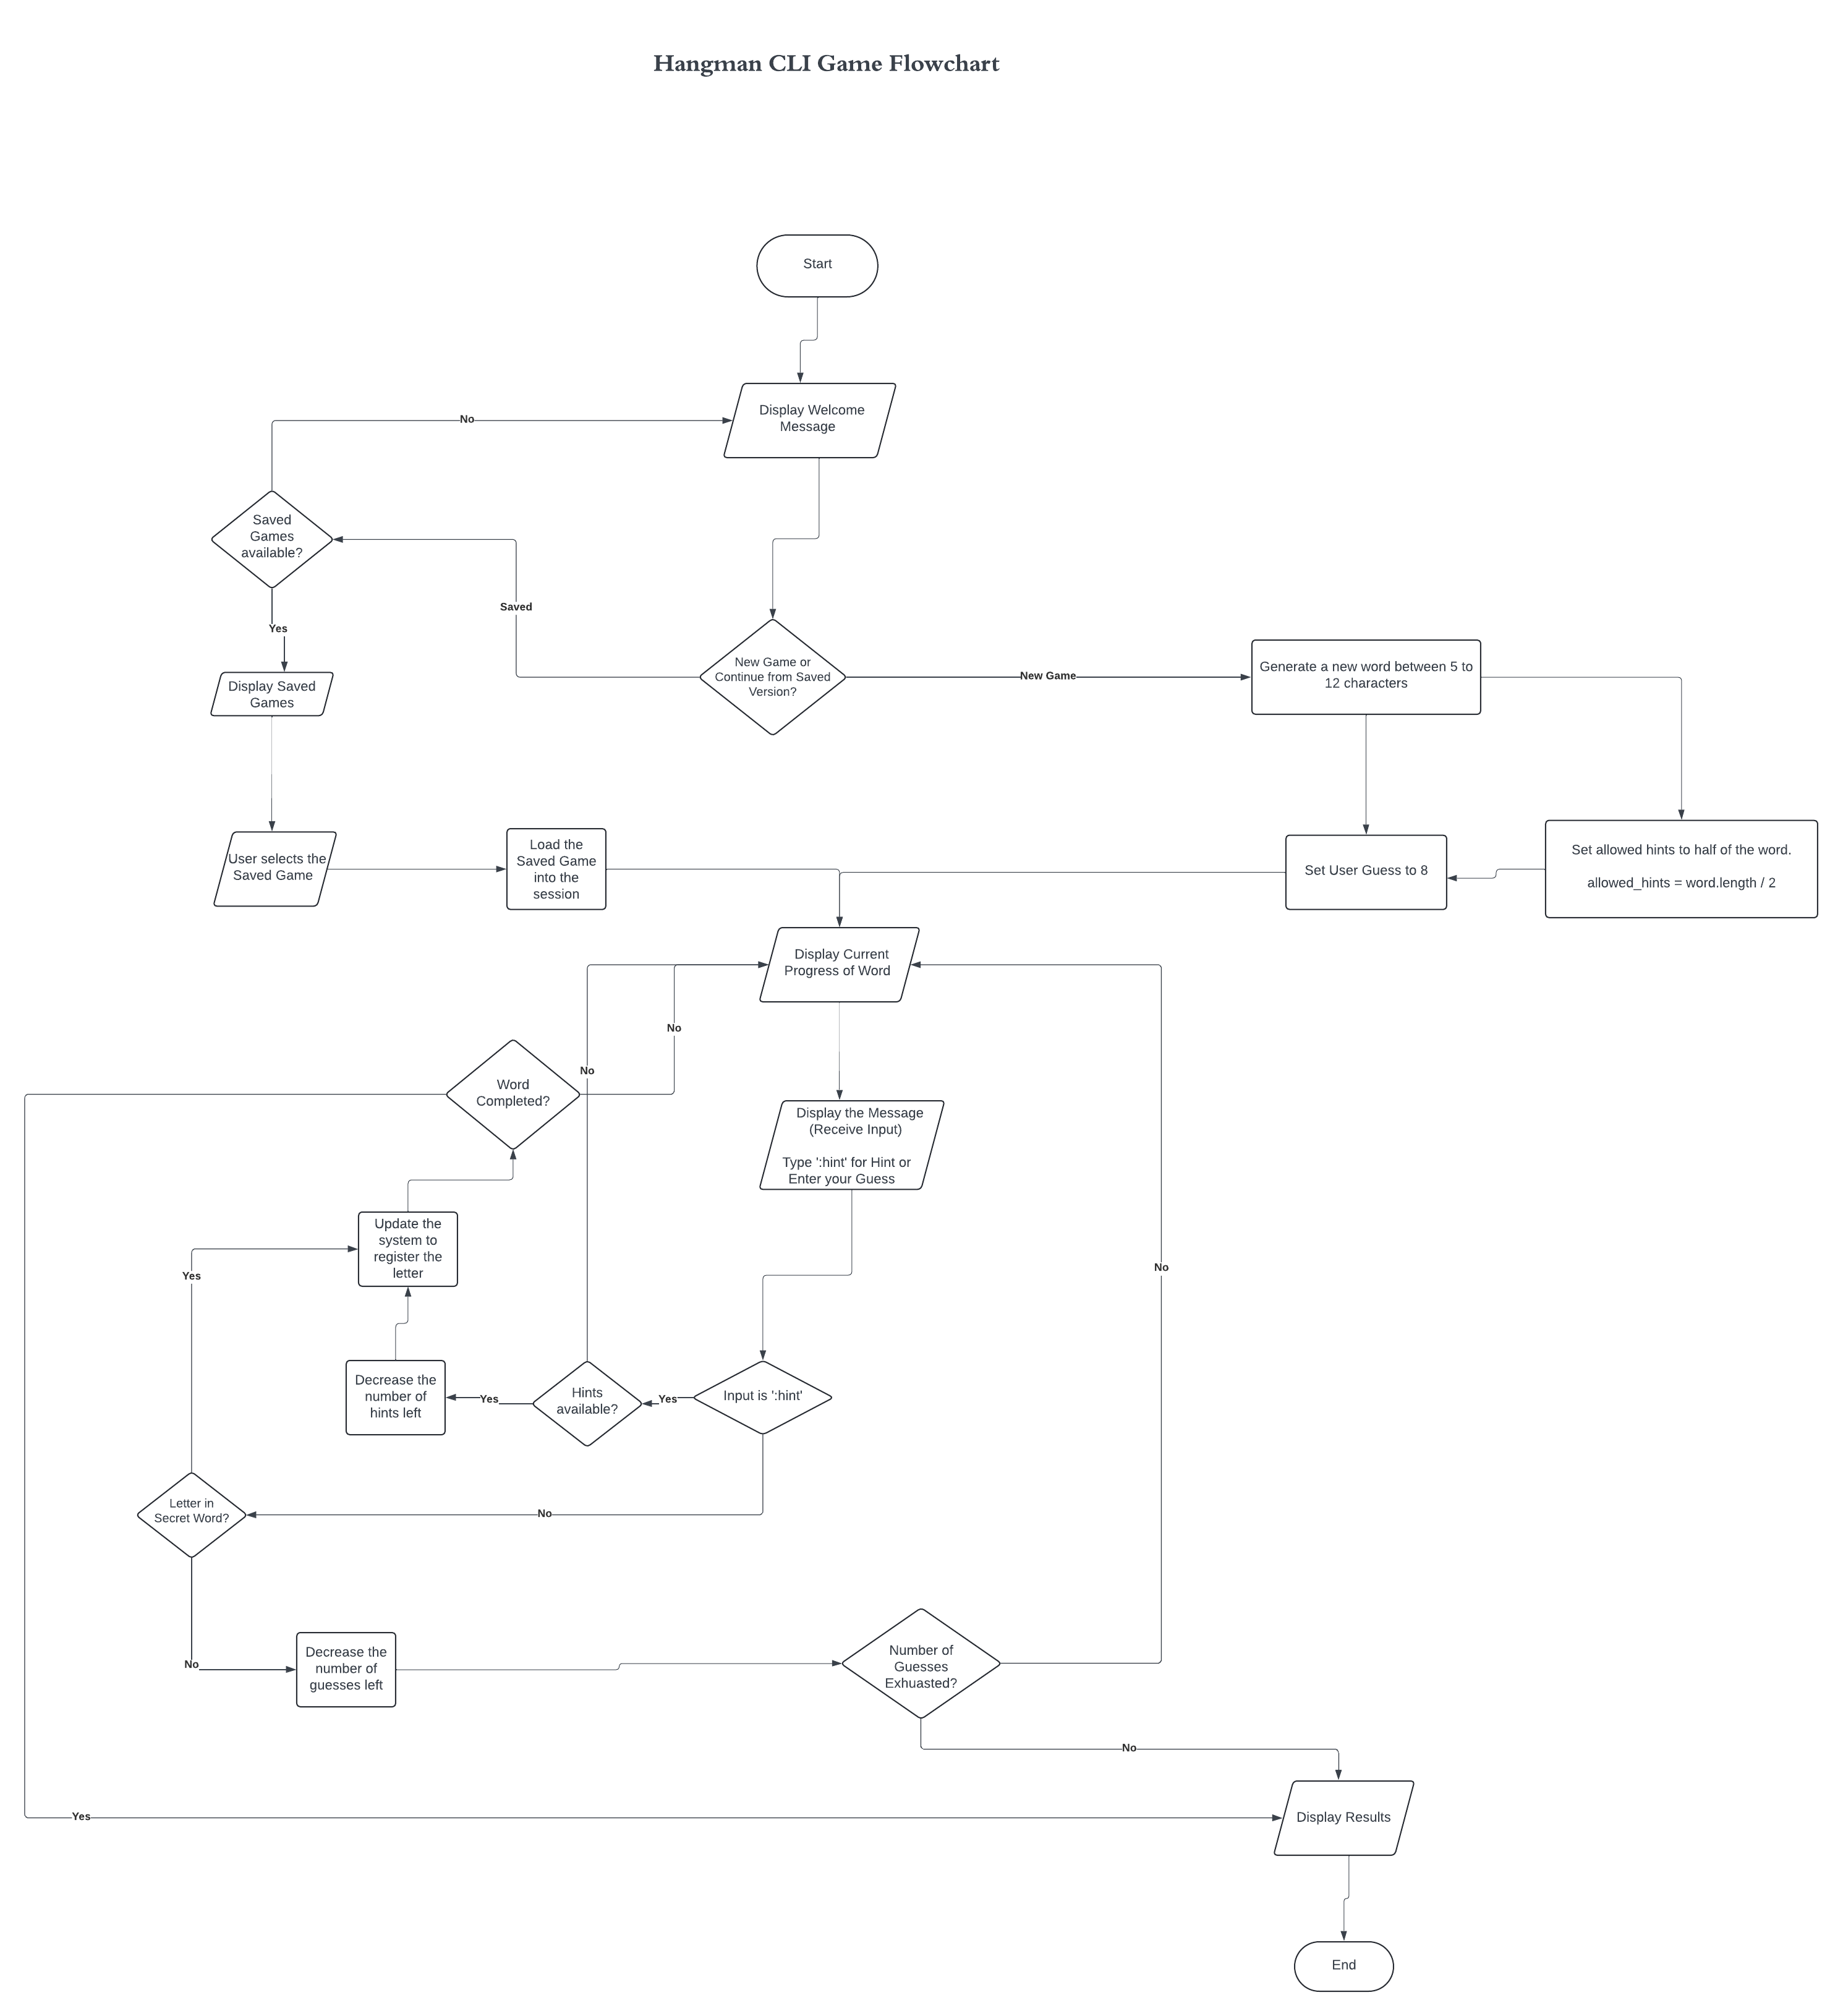 Hangman CLI Game Flowchart
Start
Display Welcome
Message
No
Saved
Games
available?
Saved
Yes
New Game or
Continue from Saved
Version?
New Game
Generate a new word between 5 to
12 characters
Display Saved
Games
User selects the
Saved Game
Load the
Saved Game
into the
session
Set User Guess to 8
Set allowed hints to half of the word.
allowed_hints = word.length / 2
Display Current
Progress of Word
No
No
Word
Completed?
Display the Message
(Receive Input)
Type ':hint' for Hint or
Enter your Guess
Update the
system to
register the
letter
Yes
No
Decrease the
number of
hints left
Yes
Hints
available?
Yes
Input is ':hint'
Letter in
Secret Word?
No
No
Decrease the
number of
guesses left
Number of
Guesses
Exhuasted?
No
Yes
Display Results
End